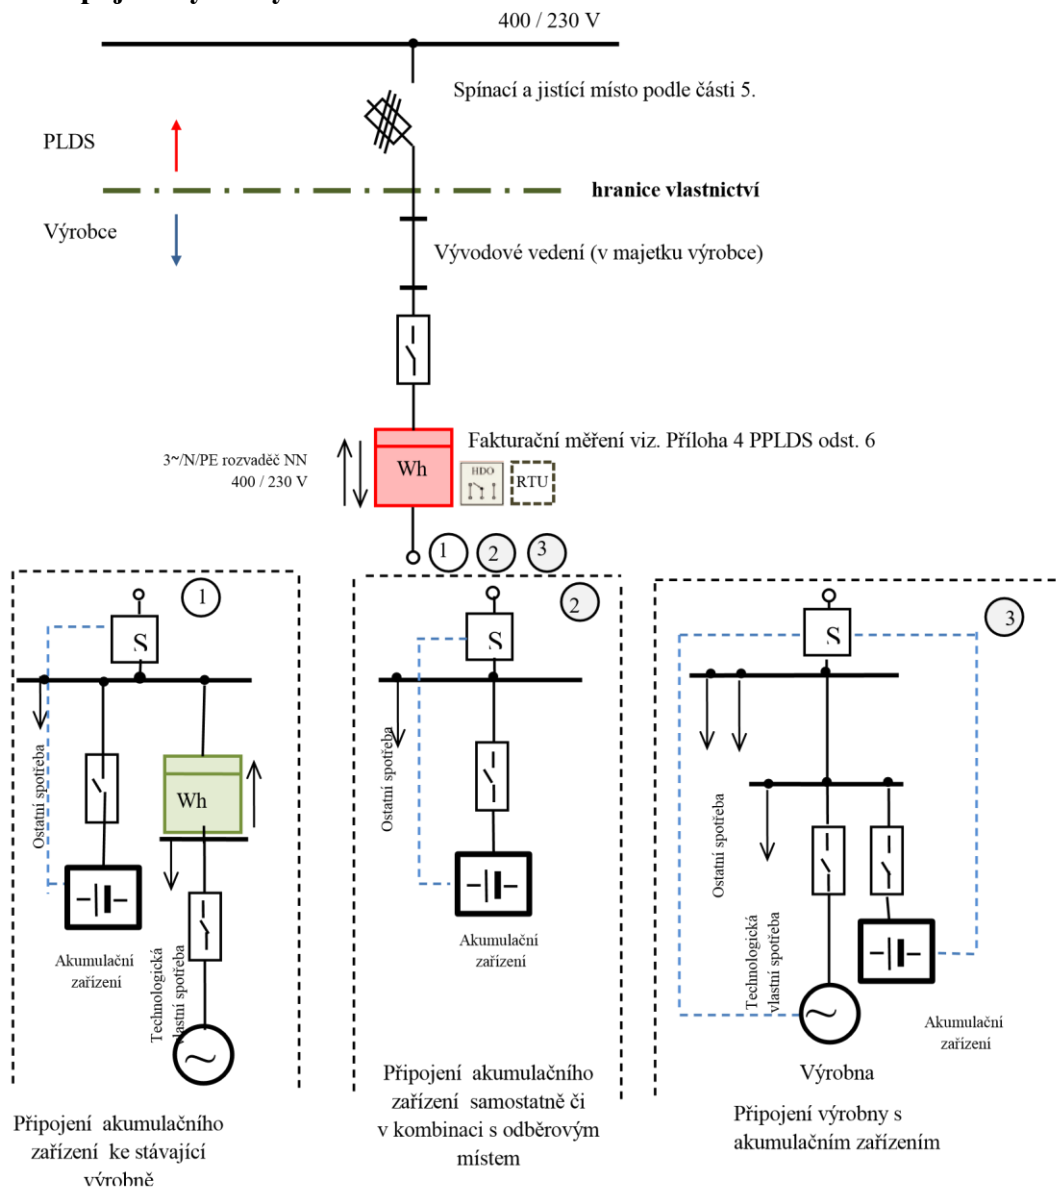 400 / 230 V
Spínací a jistící místo podle části 5.
PLDS
hranice vlastnictví
Výrobce
Vývodové vedení (v majetku výrobce)
Fakturační měření viz. Příloha 4 PPLDS odst. 6
3~/N/PE rozvaděč NN
400 / 230 V
Wh
HDO
RTU
1
2
3
1
S
Ostatní spotřeba
Wh
Akumulační
zařízení
Technologická
vlastní spotřeba
Připojení akumulačního
zařízení ke stávající
výrobně
2
S
Ostatní spotřeba
Akumulační
zařízení
Připojení akumulačního
zařízení samostatně či
v kombinaci s odběrovým
místem
3
S
Ostatní spotřeba
Technologická
vlastní spotřeba
Akumulační
zařízení
Výrobna
Připojení výrobny s
akumulačním zařízením